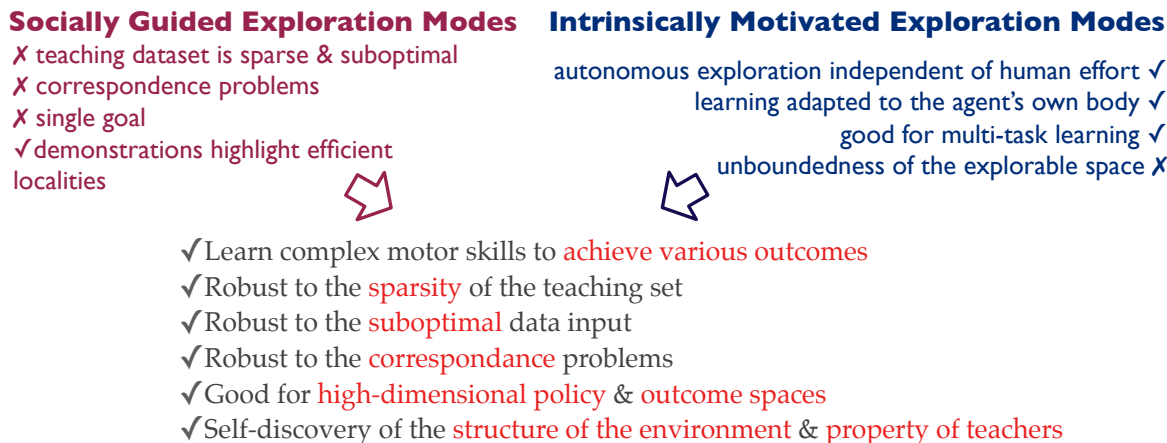 Socially Guided Exploration Modes
✗ teaching dataset is sparse & suboptimal
✗ correspondence problems
✗ single goal
✓demonstrations highlight efficient
localities
Intrinsically Motivated Exploration Modes
autonomous exploration independent of human effort ✓
learning adapted to the agent's own body ✓
good for multi-task learning ✓
unboundedness of the explorable space ✗
✓Learn complex motor skills to achieve various outcomes
✓Robust to the sparsity of the teaching set
✓Robust to the suboptimal data input
✓Robust to the correspondance problems
✓Good for high-dimensional policy & outcome spaces
✓Self-discovery of the structure of the environment & property of teachers